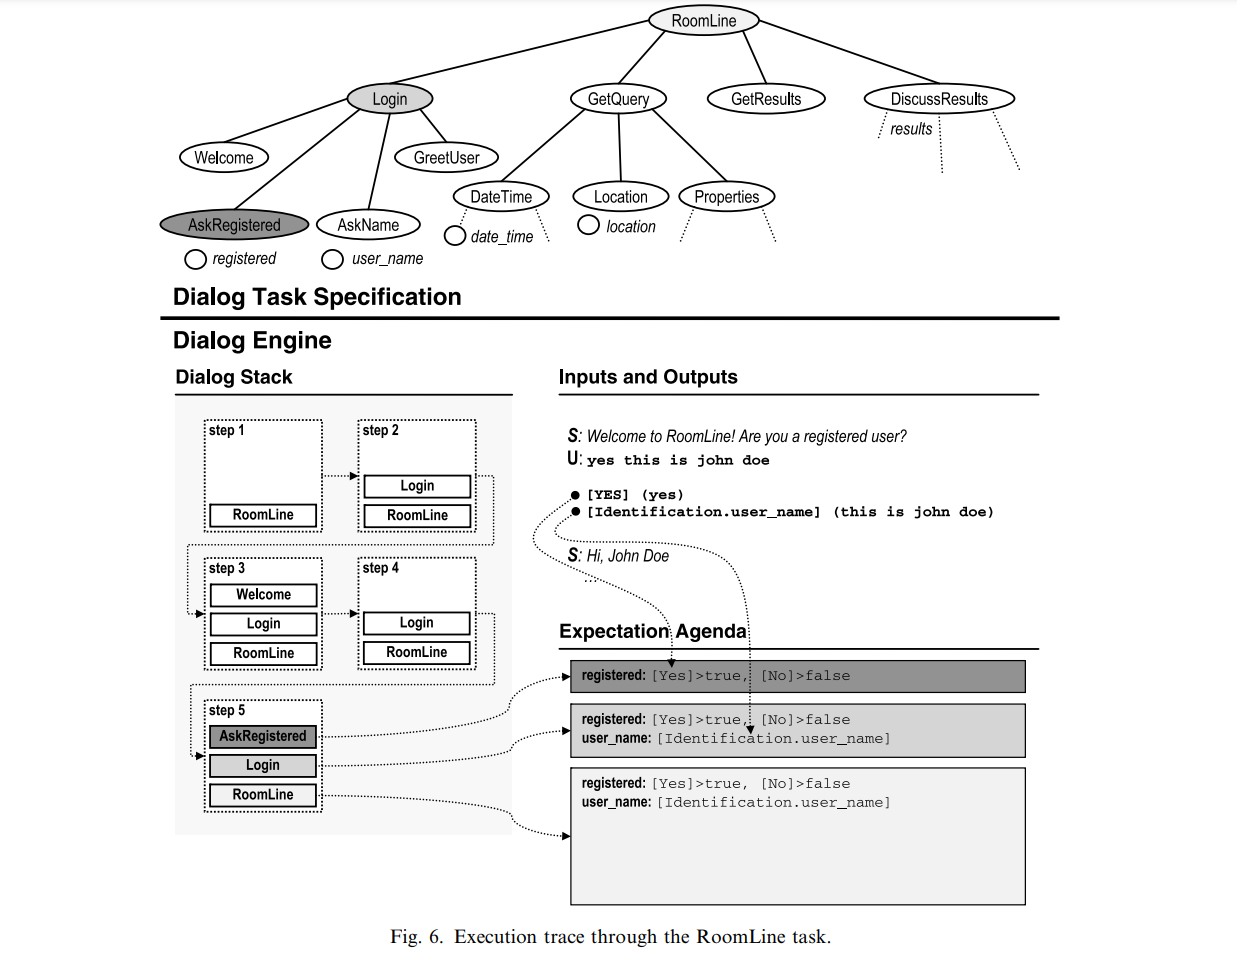 RoomLine
Login
GetQuery
GetResults
DiscussResults
results
Welcome
GreetUser
DateTime
Location
Properties
AskRegistered
AskName
date_time
location
registered
user_name
Dialog Task Specification
Dialog Engine
Dialog Stack
step 1
RoomLine
step 2
Login
RoomLine
step 3
Welcome
Login
RoomLine
step 4
Login
RoomLine
step 5
AskRegistered
Login
RoomLine
Inputs and Outputs
S: Welcome to RoomLine! Are you a registered user?
U: yes this is john doe
[YES] (yes)
[Identification.user_name] (this is john doe)
S: Hi, John Doe
...
Expectation Agenda
registered: [Yes]>true, [No]>false
registered: [Yes]>true, [No]>false
user_name: [Identification.user_name]
registered: [Yes]>true, [No]>false
user_name: [Identification.user_name]
Fig. 6. Execution trace through the RoomLine task.